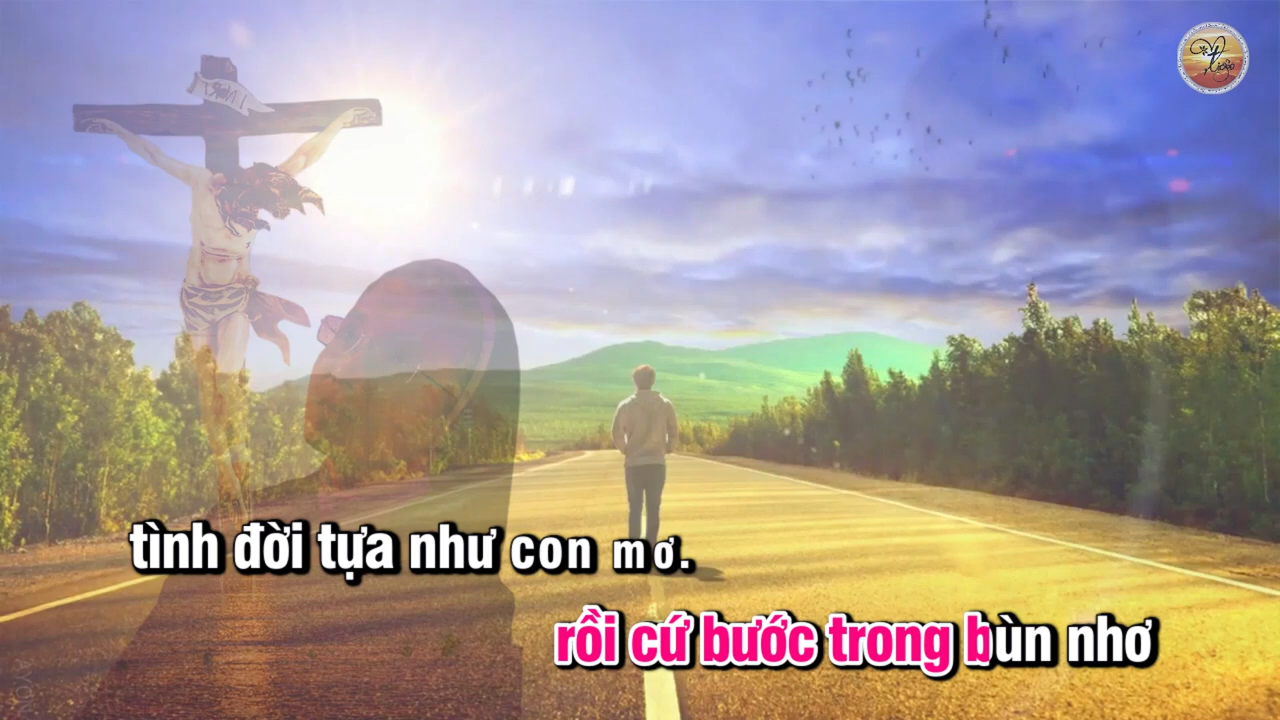 tình đời tựa như con mơ.
rồi cứ bước trong bùn nhơ